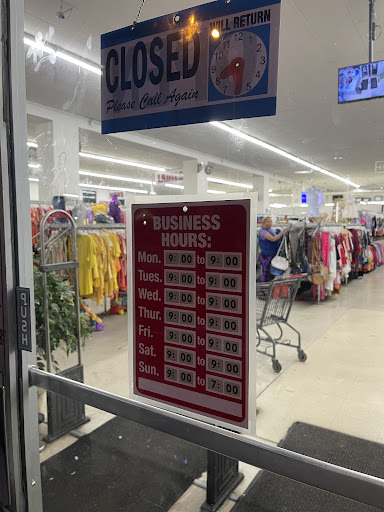 CLOSED
Please Call Again
WILL RETURN
BUSINESS
HOURS:
Mon. 9:00 to 9:00
Tues. 9:00 to 9:00
Wed. 9:00 to 9:00
Thur. 9:00 to 9:00
Fri. 9:00 to 9:00
Sat. 9:00 to 9:00
Sun. 9:00 to 7:00
PUSH